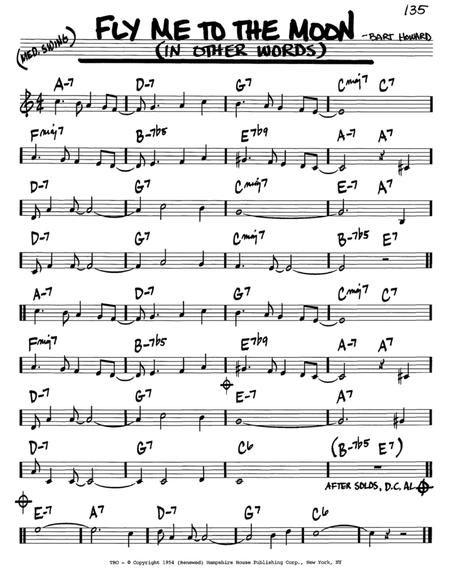 135
FLY ME TO THE MOON
(IN OTHER WORDS)
- BART HOWARD
(MED. SWING)
A-7 D-7 G7 Cmaj7 C7
Fmaj7 B-7b5 E7b9 A-7 A7
D-7 G7 Cmaj7 E-7 A7
D-7 G7 Cmaj7 B-7b5 E7
A-7 D-7 G7 Cmaj7 C7
Fmaj7 B-7b5 E7b9 A-7 A7
D-7 G7 E-7 A7
D-7 G7 C6 (B-7b5 E7)
AFTER SOLOS, D.C. AL
E-7 A7 D-7 G7 C6
TRO - © Copyright 1954 (Renewed) Hampshire House Publishing Corp., New York, NY